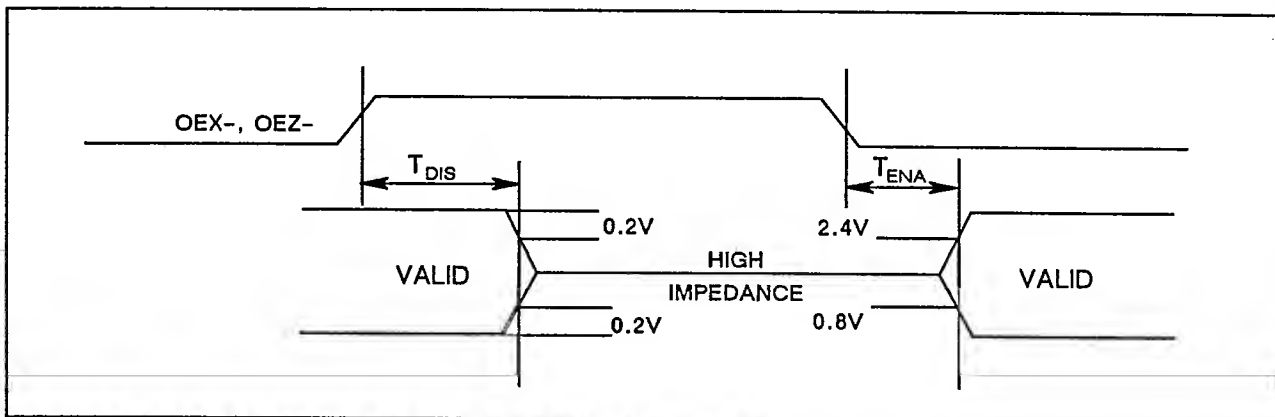 OEX-, OEZ-
TDIS
TENA
0.2V
2.4V
VALID
HIGH
IMPEDANCE
VALID
0.2V
0.8V